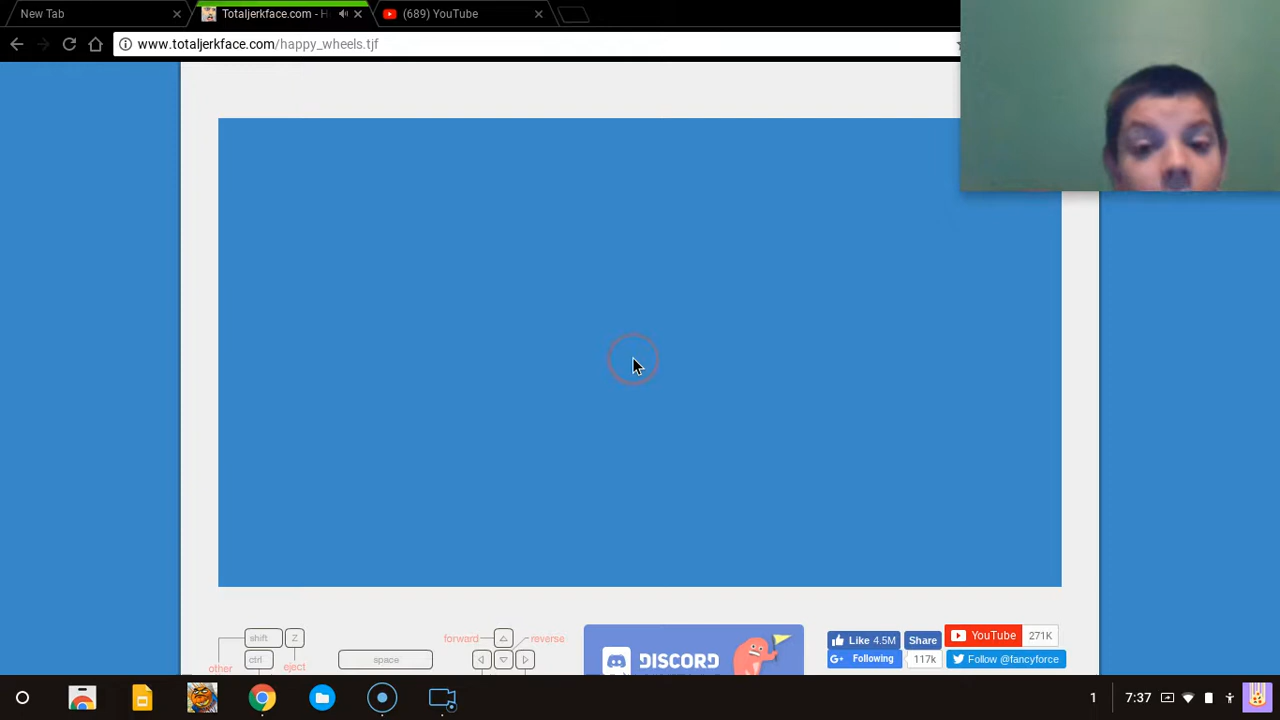 New Tab
Totaljerkface.com - H
(689) YouTube
www.totaljerkface.com/happy_wheels.tjf
shift
Z
forward
reverse
ctrl
space
other
eject
DISCORD
Like 4.5M
Share
YouTube
271K
G+ Following
117k
Follow @fancyforce
1
7:37